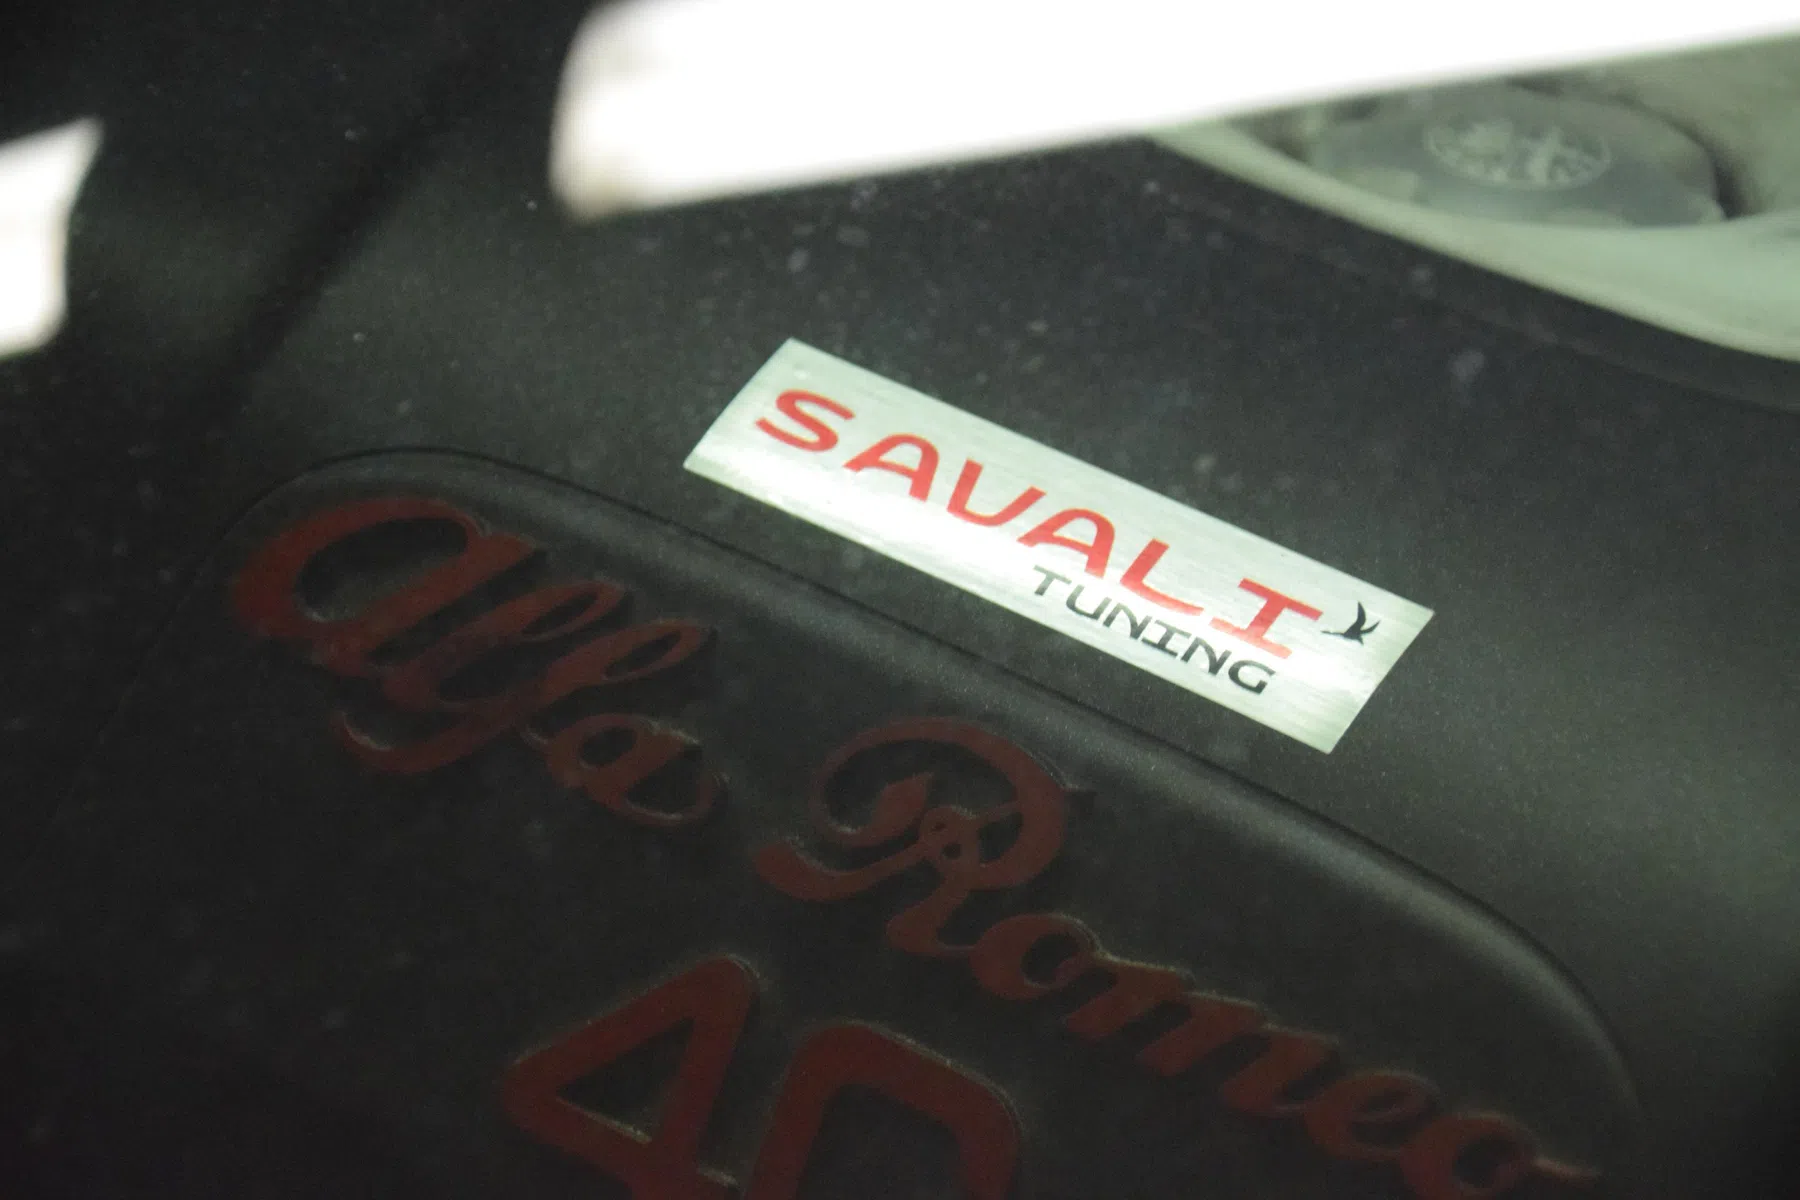 SAVALI
TUNING
Alfa Romeo
4C